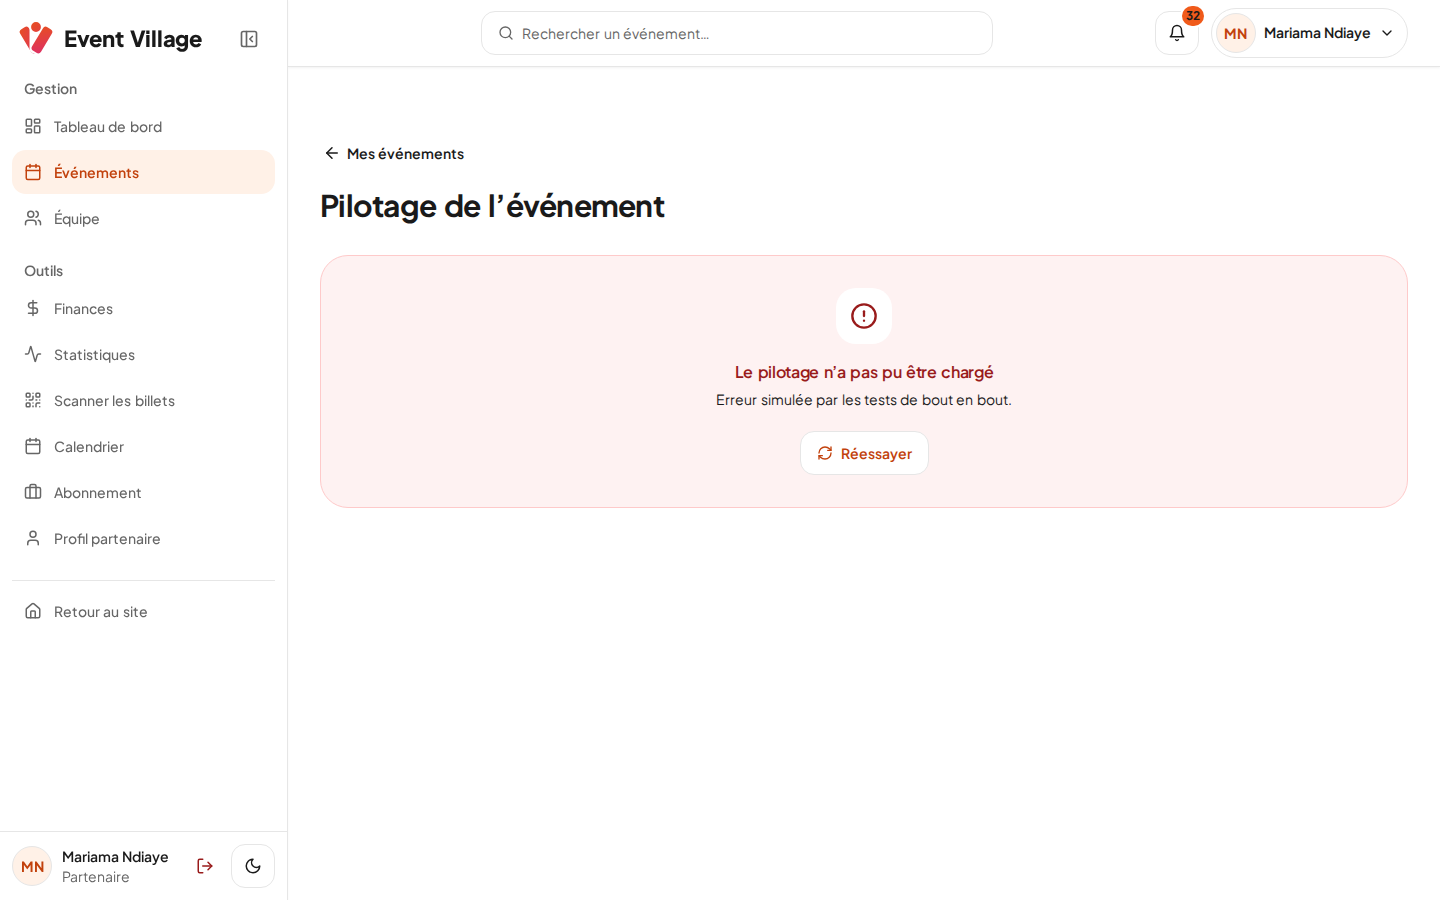 Event Village
Gestion
Tableau de bord
Événements
Équipe
Outils
Finances
Statistiques
Scanner les billets
Calendrier
Abonnement
Profil partenaire
Retour au site
MN
Mariama Ndiaye
Partenaire
Rechercher un événement…
32
MN
Mariama Ndiaye
Mes événements
Pilotage de l’événement
Le pilotage n’a pas pu être chargé
Erreur simulée par les tests de bout en bout.
Réessayer